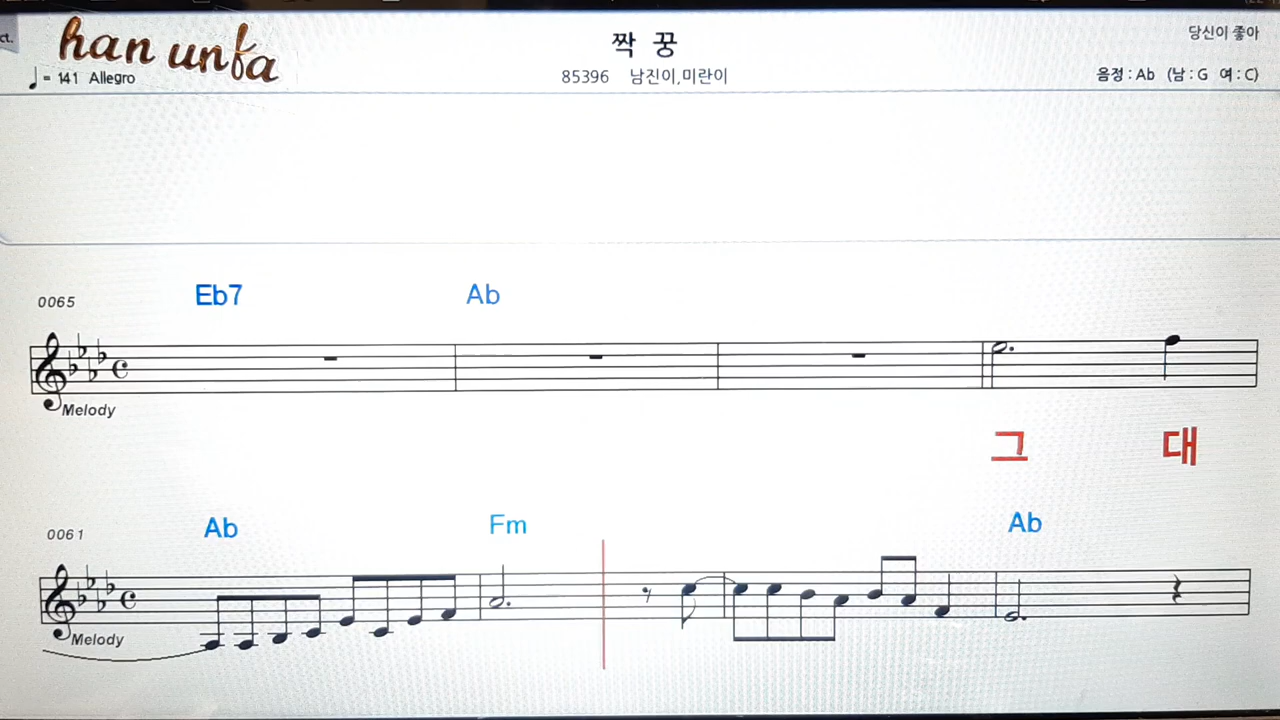 ct.
han unfa
당신이 좋아
짝 꿍
= 141 Allegro
85396 남진이,미란이
음정 : Ab (남 : G 여 : C)
0065
Eb7 Ab
Melody
그 대
0061
Ab Fm Ab
Melody